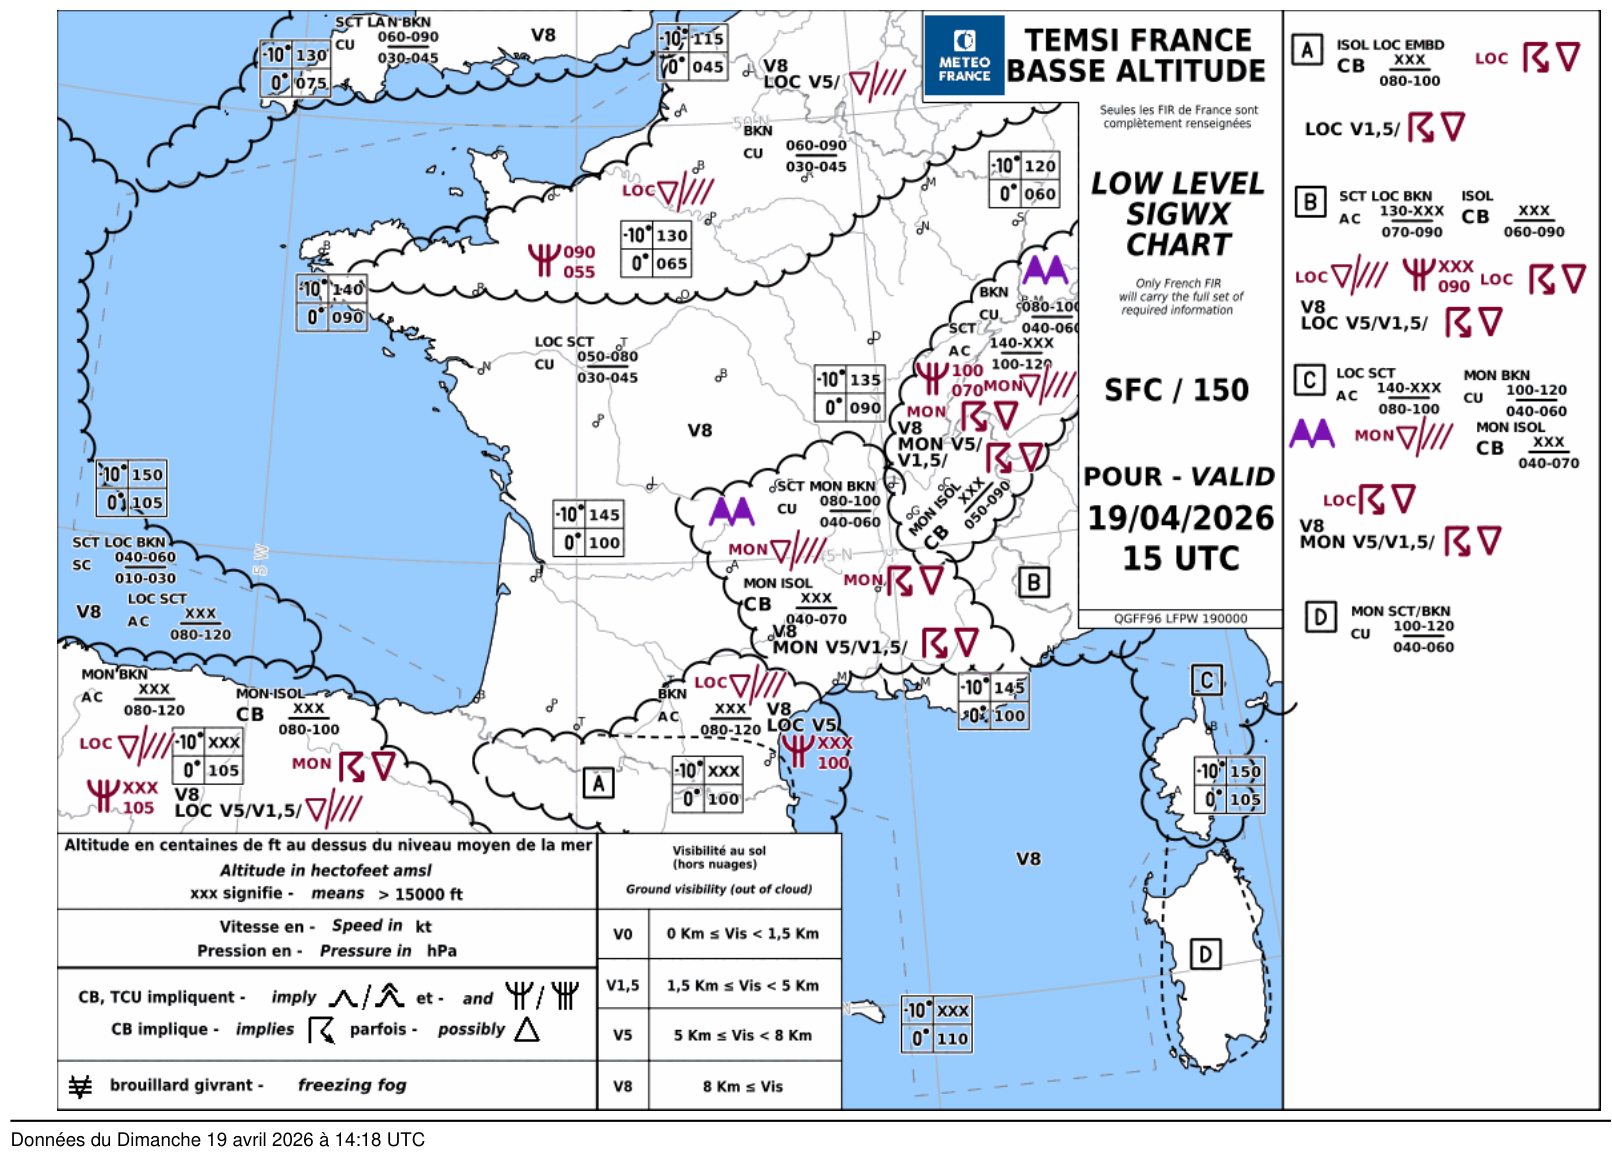 TEMSI FRANCE
BASSE ALTITUDE
METEO
FRANCE
Seules les FIR de France sont
complètement renseignées
LOW LEVEL
SIGWX
CHART
Only French FIR
will carry the full set of
required information
SFC / 150
POUR - VALID
19/04/2026
15 UTC
QGFF96 LFPW 190000
SCT LAN BKN
CU 060-090
030-045
V8
-10° 130
0° 075
-10° 115
0° 045
V8
LOC V5/
50 N
BKN
CU 060-090
030-045
-10° 120
0° 060
LOC
090
055
-10° 130
0° 065
-10° 140
0° 090
LOC SCT
CU 050-080
030-045
V8
-10° 135
0° 090
BKN
CU 080-100
040-060
SCT
AC 140-XXX
100-120
100
070
MON
MON
V8
MON V5/
V1,5/
MON ISOL
CB XXX
050-090
-10° 150
0° 105
-10° 145
0° 100
SCT MON BKN
CU 080-100
040-060
MON
45 N
5 W
MON ISOL
CB XXX
040-070
MON
V8
MON V5/V1,5/
B
SCT LOC BKN
SC 040-060
010-030
V8
LOC SCT
AC XXX
080-120
MON BKN
AC XXX
080-120
MON ISOL
CB XXX
080-100
LOC
-10° XXX
0° 105
MON
XXX
105
V8
LOC V5/V1,5/
BKN
AC XXX
080-120
LOC
V8
LOC V5
XXX
100
A
-10° XXX
0° 100
-10° 145
0° 100
C
-10° 150
0° 105
V8
D
-10° XXX
0° 110
A
ISOL LOC EMBD
CB XXX
080-100
LOC
LOC V1,5/
B
SCT LOC BKN
AC 130-XXX
070-090
ISOL
CB XXX
060-090
LOC
XXX
090
LOC
V8
LOC V5/V1,5/
C
LOC SCT
AC 140-XXX
080-100
MON BKN
CU 100-120
040-060
MON
MON ISOL
CB XXX
040-070
LOC
V8
MON V5/V1,5/
D
MON SCT/BKN
CU 100-120
040-060
Altitude en centaines de ft au dessus du niveau moyen de la mer
Altitude in hectofeet amsl
xxx signifie - means > 15000 ft
Vitesse en - Speed in kt
Pression en - Pressure in hPa
CB, TCU impliquent - imply / et - and /
CB implique - implies parfois - possibly
brouillard givrant - freezing fog
Visibilité au sol
(hors nuages)
Ground visibility (out of cloud)
V0 0 Km ≤ Vis < 1,5 Km
V1,5 1,5 Km ≤ Vis < 5 Km
V5 5 Km ≤ Vis < 8 Km
V8 8 Km ≤ Vis
Données du Dimanche 19 avril 2026 à 14:18 UTC